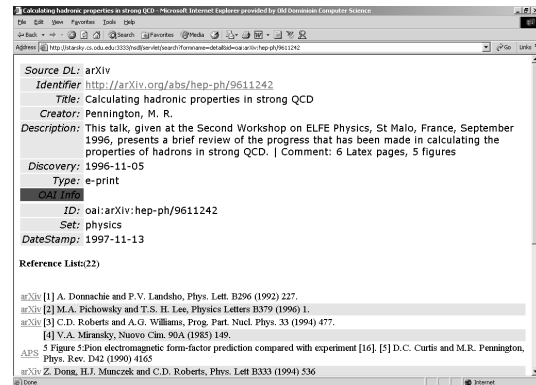 Calculating hadronic properties in strong QCD - Microsoft Internet Explorer provided by Old Dominion Computer Science
File Edit View Favorites Tools Help
Back Search Favorites Media
Address http://starsky.cs.odu.edu:3333/nsdl/servlet/search?formname=detail&id=oai:arXiv:hep-ph/9611242 Go Links
Source DL: arXiv
Identifier http://arXiv.org/abs/hep-ph/9611242
Title: Calculating hadronic properties in strong QCD
Creator: Pennington, M. R.
Description: This talk, given at the Second Workshop on ELFE Physics, St Malo, France, September
1996, presents a brief review of the progress that has been made in calculating the
properties of hadrons in strong QCD. | Comment: 6 Latex pages, 5 figures
Discovery: 1996-11-05
Type: e-print
OAI Info
ID: oai:arXiv:hep-ph/9611242
Set: physics
DateStamp: 1997-11-13
Reference List:(22)
arXiv [1] A. Donnachie and P.V. Landsho, Phys. Lett. B296 (1992) 227.
arXiv [2] M.A. Pichowsky and T.S. H. Lee, Physics Letters B379 (1996) 1.
arXiv [3] C.D. Roberts and A.G. Williams, Prog. Part. Nucl. Phys. 33 (1994) 477.
[4] V.A. Miransky, Nuovo Cim. 90A (1985) 149.
APS 5 Figure 5:Pion electromagnetic form-factor prediction compared with experiment [16]. [5] D.C. Curtis and M.R. Pennington,
Phys. Rev. D42 (1990) 4165
arXiv Z. Dong, H.J. Munczek and C.D. Roberts, Phys. Lett B333 (1994) 536
Done Internet